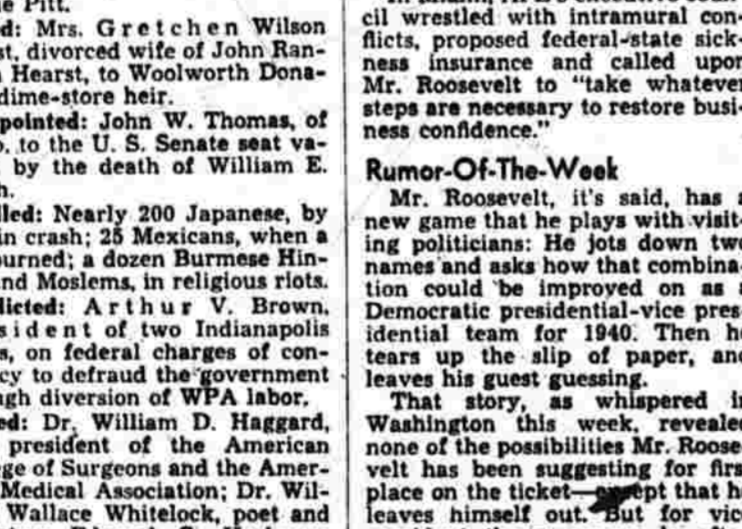 e Pitt.
d: Mrs. Gretchen Wilson
st, divorced wife of John Ran-
Hearst, to Woolworth Dona-
dime-store heir.
pointed: John W. Thomas, of
o. to the U. S. Senate seat va-
by the death of William E.
h.
lled: Nearly 200 Japanese, by
in crash; 25 Mexicans, when a
ourned; a dozen Burmese Hin-
nd Moslems, in religious riots.
licted: Arthur V. Brown,
sident of two Indianapolis
s, on federal charges of con-
cy to defraud the government
ugh diversion of WPA labor.
ed: Dr. William D. Haggard,
president of the American
ge of Surgeons and the Amer-
Medical Association; Dr. Wil-
Wallace Whitelock, poet and
cil wrestled with intramural con-
flicts, proposed federal-state sick-
ness insurance and called upon
Mr. Roosevelt to "take whatever
steps are necessary to restore busi-
ness confidence."
Rumor-Of-The-Week
Mr. Roosevelt, it's said, has a
new game that he plays with visit-
ing politicians: He jots down two
names and asks how that combina-
tion could be improved on as a
Democratic presidential-vice pres-
idential team for 1940. Then he
tears up the slip of paper, and
leaves his guest guessing.
That story, as whispered in
Washington this week, revealed
none of the possibilities Mr. Roose-
velt has been suggesting for first
place on the ticket—except that he
leaves himself out. But for vice